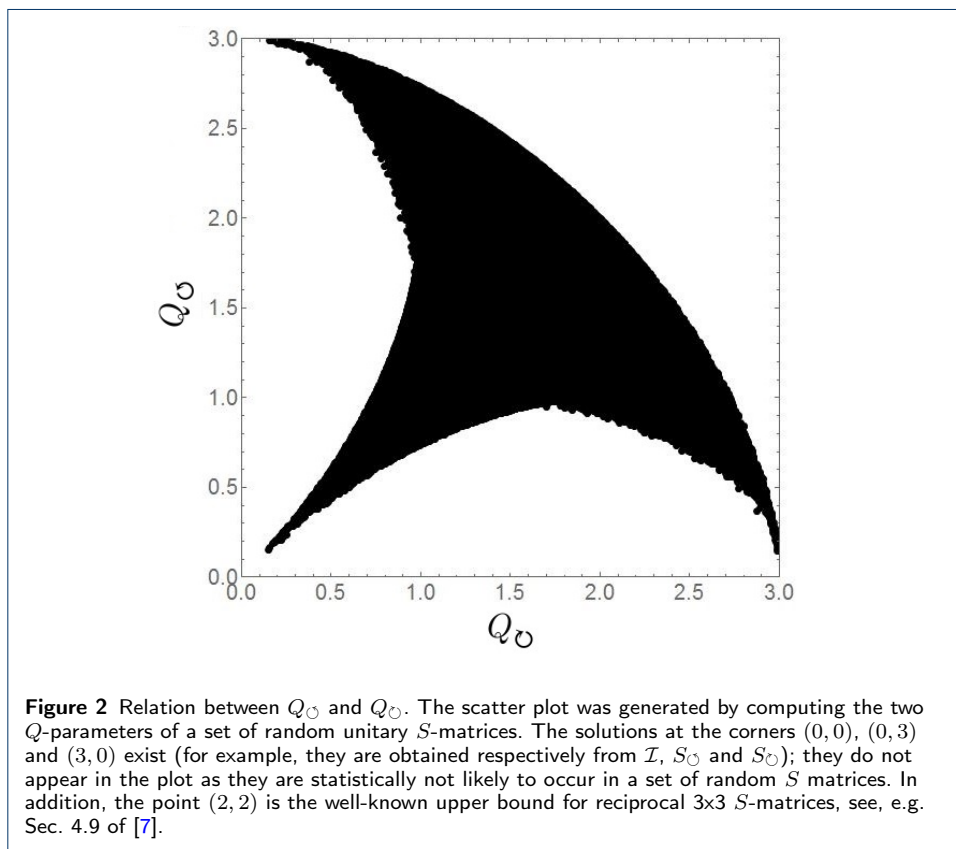 3.0
2.5
2.0
1.5
1.0
0.5
0.0
Q↺
0.0 0.5 1.0 1.5 2.0 2.5 3.0
Q↻
Figure 2 Relation between Q↺ and Q↻. The scatter plot was generated by computing the two
Q-parameters of a set of random unitary S-matrices. The solutions at the corners (0, 0), (0, 3)
and (3, 0) exist (for example, they are obtained respectively from ℐ, S↺ and S↻); they do not
appear in the plot as they are statistically not likely to occur in a set of random S matrices. In
addition, the point (2, 2) is the well-known upper bound for reciprocal 3x3 S-matrices, see, e.g.
Sec. 4.9 of [7].